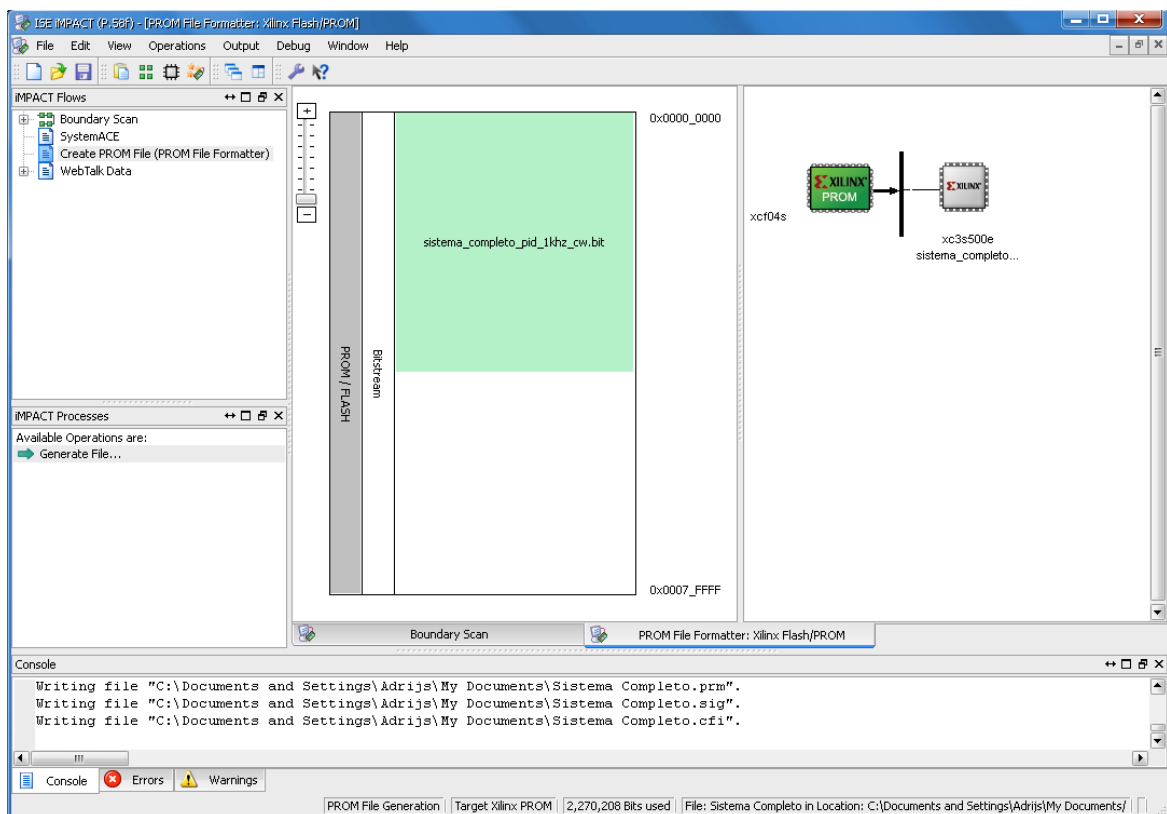 ISE iMPACT (P.58f) - [PROM File Formatter: Xilinx Flash/PROM]
File Edit View Operations Output Debug Window Help
iMPACT Flows
Boundary Scan
SystemACE
Create PROM File (PROM File Formatter)
WebTalk Data
iMPACT Processes
Available Operations are:
Generate File...
PROM / FLASH
Bitstream
sistema_completo_pid_1khz_cw.bit
0x0000_0000
0x0007_FFFF
XILINX
PROM
xcf04s
XILINX
xc3s500e
sistema_completo...
Boundary Scan PROM File Formatter: Xilinx Flash/PROM
Console
Writing file "C:\Documents and Settings\Adrijs\My Documents\Sistema Completo.prm".
Writing file "C:\Documents and Settings\Adrijs\My Documents\Sistema Completo.sig".
Writing file "C:\Documents and Settings\Adrijs\My Documents\Sistema Completo.cfi".
Console Errors Warnings
PROM File Generation Target Xilinx PROM 2,270,208 Bits used File: Sistema Completo in Location: C:\Documents and Settings\Adrijs\My Documents/